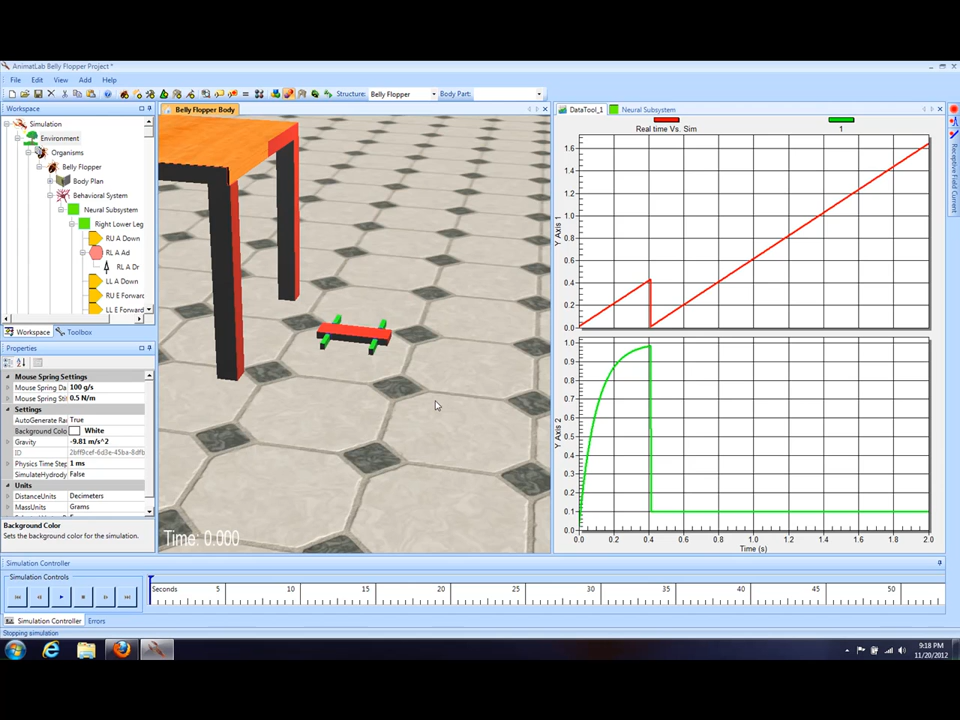 AnimatLab Belly Flopper Project *
File Edit View Add Help
Structure: Belly Flopper Body Part:
Workspace
Simulation
Environment
Organisms
Belly Flopper
Body Plan
Behavioral System
Neural Subsystem
Right Lower Leg
RU A Down
RL A Ad
RL A Dr
LL A Down
RU E Forward
LL E Forward
Workspace Toolbox
Properties
Mouse Spring Settings
Mouse Spring Da 100 g/s
Mouse Spring Sti 0.5 N/m
Settings
AutoGenerate Ra True
Background Colo White
Gravity -9.81 m/s^2
ID 2bff9cef-6d3e-45ba-8dfb
Physics Time Step 1 ms
SimulateHydrody False
Units
DistanceUnits Decimeters
MassUnits Grams
Background Color
Sets the background color for the simulation.
Belly Flopper Body
Time: 0.000
DataTool_1 Neural Subsystem
Real time Vs. Sim 1
Y Axis 1
1.6
1.4
1.2
1.0
0.8
0.6
0.4
0.2
0.0
Y Axis 2
1.0
0.9
0.8
0.7
0.6
0.5
0.4
0.3
0.2
0.1
0.0
0.0 0.2 0.4 0.6 0.8 1.0 1.2 1.4 1.6 1.8 2.0
Time (s)
Receptive Field Current
Simulation Controller
Simulation Controls
Seconds 5 10 15 20 25 30 35 40 45 50
Simulation Controller Errors
Stopping simulation
9:18 PM
11/20/2012